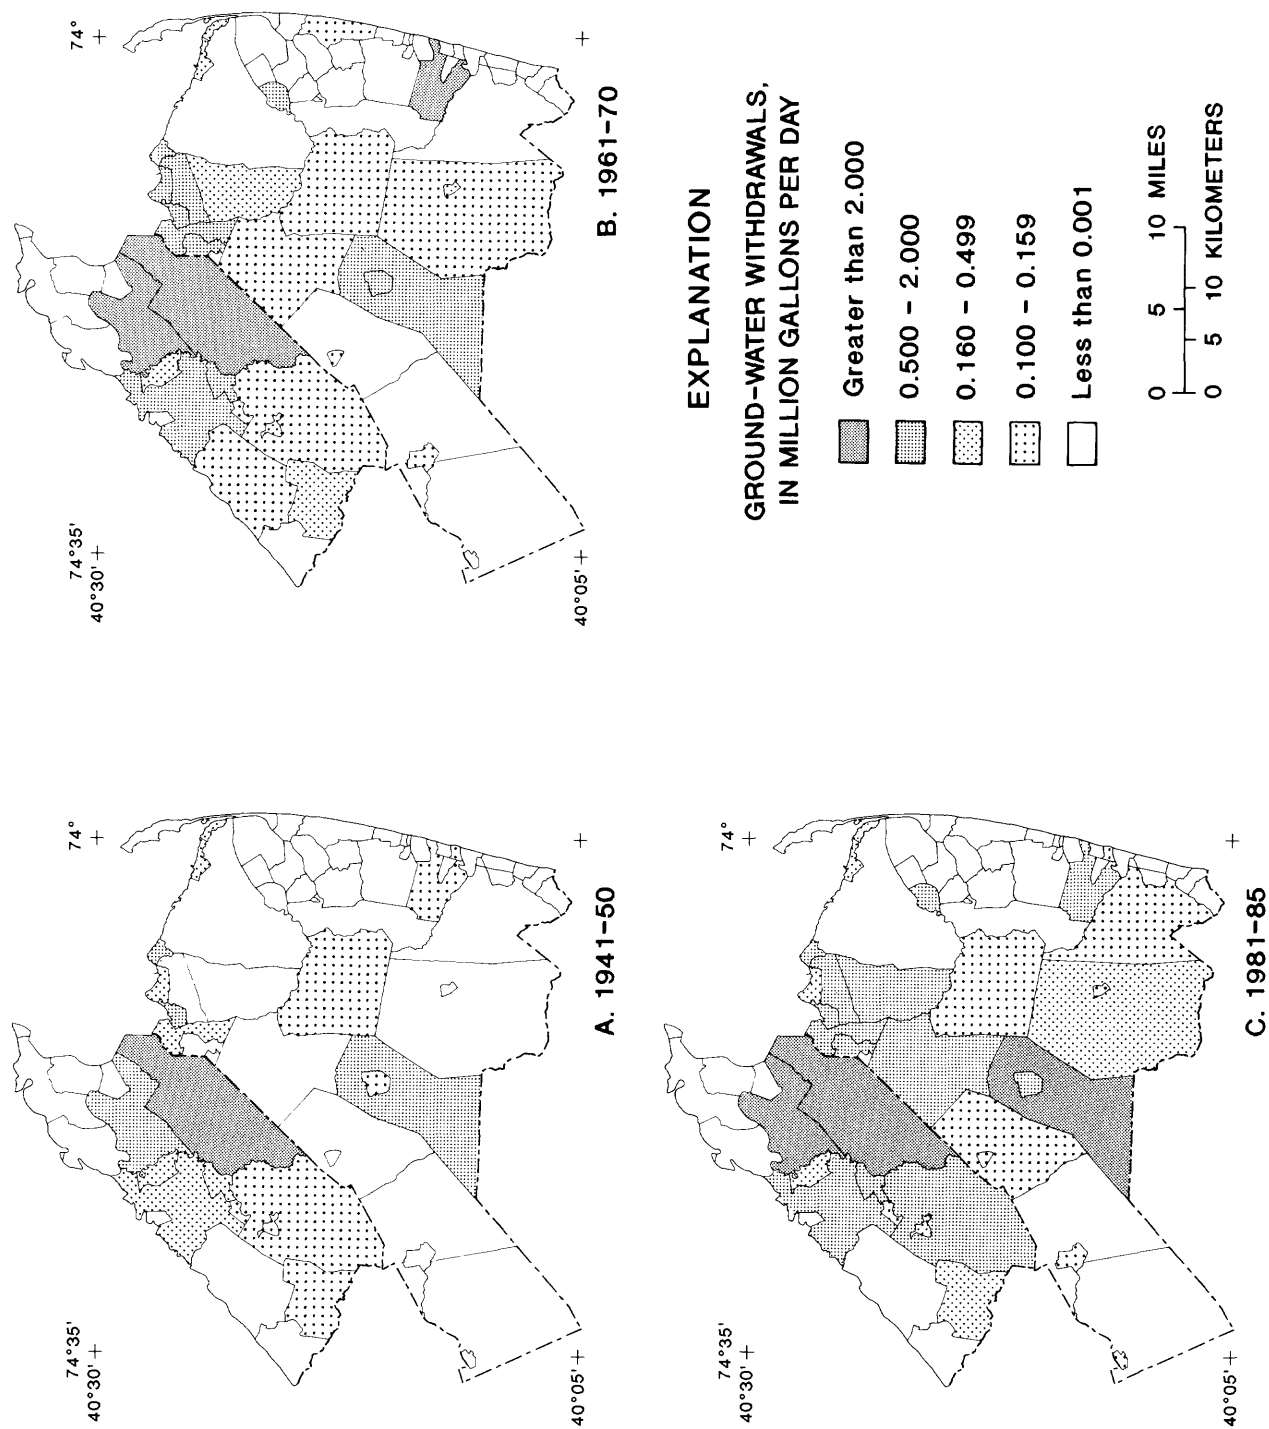 74°35'
40°30'
74°
40°05'
A. 1941-50
74°35'
40°30'
74°
40°05'
B. 1961-70
74°35'
40°30'
74°
40°05'
C. 1981-85
EXPLANATION
GROUND-WATER WITHDRAWALS,
IN MILLION GALLONS PER DAY
Greater than 2.000
0.500 - 2.000
0.160 - 0.499
0.100 - 0.159
Less than 0.001
0 5 10 MILES
0 5 10 KILOMETERS